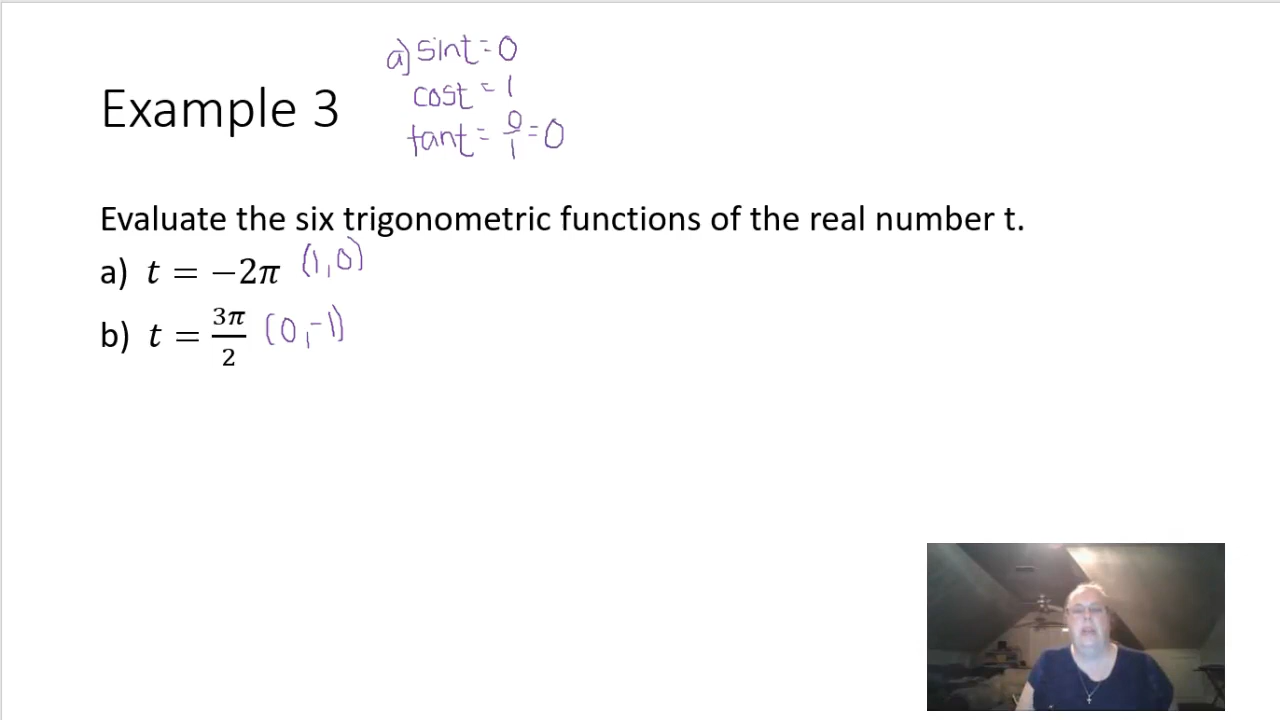 a) sint = 0
cost = 1
tant = 0/1 = 0
Example 3
Evaluate the six trigonometric functions of the real number t.
a) t = −2π (1,0)
b) t = 3π/2 (0,-1)